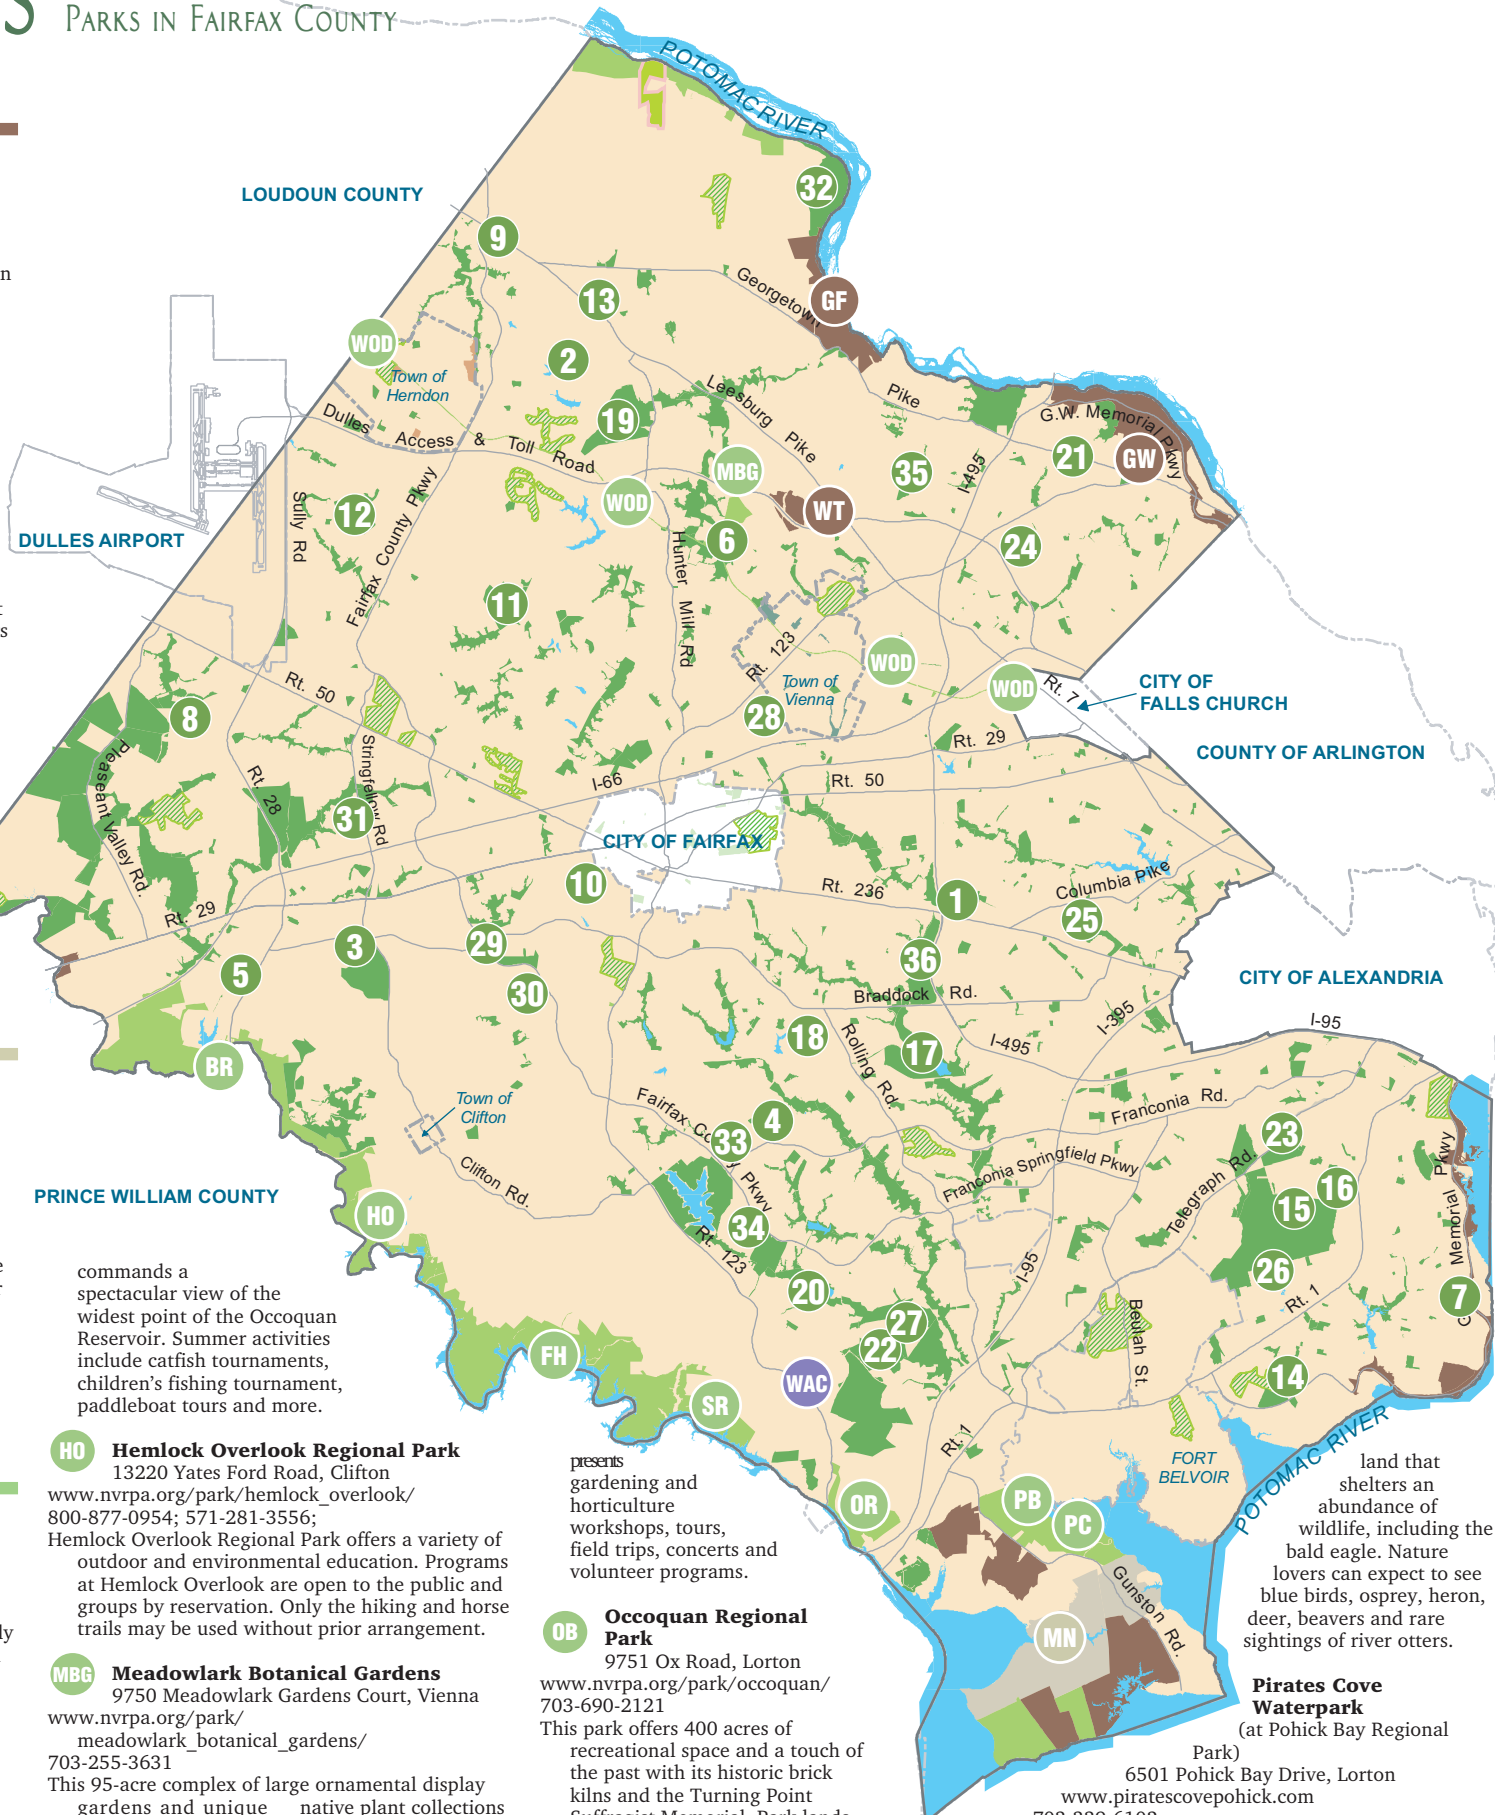 S PARKS IN FAIRFAX COUNTY
POTOMAC RIVER
LOUDOUN COUNTY
32
9
n
Georgetown
GF
13
WOD
2
Town of
Herndon
Leesburg
Pike
Pike
G.W. Memorial Pkwy
19
Dulles
Access & Toll Road
MBG
35
I-495
21
GW
WOD
WT
12
Sully Rd
Fairfax County Pkwy
DULLES AIRPORT
Hunter Mill Rd
6
24
11
t
s
Rt. 123
WOD
Town of
Vienna
WOD
Rt. 7
CITY OF
FALLS CHURCH
Rt. 50
8
28
Rt. 29
COUNTY OF ARLINGTON
Pleaseant Valley Rd.
Stringfellow Rd
Rt. 28
I-66
Rt. 50
31
CITY OF FAIRFAX
10
Rt. 236
1
Columbia Pike
Rt. 29
25
3
29
36
5
30
Braddock Rd.
CITY OF ALEXANDRIA
I-395
I-95
18
Rolling Rd.
17
I-495
BR
Town of
Clifton
Fairfax Co
y Pkwy
4
33
Franconia Rd.
23
Franconia Springfield Pkwy
Telegraph Rd.
Clifton Rd.
PRINCE WILLIAM COUNTY
HO
34
Rt. 123
15
16
Memorial Pkwy
26
I-95
20
Rt. 1
7
27
22
Beulah St.
FH
WAC
14
SR
Rt. 1
FORT
BELVOIR
POTOMAC RIVER
OR
PB
PC
Gunston Rd.
MN
e
commands a
spectacular view of the
widest point of the Occoquan
Reservoir. Summer activities
include catfish tournaments,
children’s fishing tournament,
paddleboat tours and more.
HO Hemlock Overlook Regional Park
13220 Yates Ford Road, Clifton
www.nvrpa.org/park/hemlock_overlook/
800-877-0954; 571-281-3556;
Hemlock Overlook Regional Park offers a variety of
outdoor and environmental education. Programs
at Hemlock Overlook are open to the public and
groups by reservation. Only the hiking and horse
trails may be used without prior arrangement.
ly
MBG Meadowlark Botanical Gardens
9750 Meadowlark Gardens Court, Vienna
www.nvrpa.org/park/
meadowlark_botanical_gardens/
703-255-3631
This 95-acre complex of large ornamental display
gardens and unique native plant collections
presents
gardening and
horticulture
workshops, tours,
field trips, concerts and
volunteer programs.
OB Occoquan Regional
Park
9751 Ox Road, Lorton
www.nvrpa.org/park/occoquan/
703-690-2121
This park offers 400 acres of
recreational space and a touch of
the past with its historic brick
kilns and the Turning Point
Suffragist Memorial. Park lands
land that
shelters an
abundance of
wildlife, including the
bald eagle. Nature
lovers can expect to see
blue birds, osprey, heron,
deer, beavers and rare
sightings of river otters.
Pirates Cove
Waterpark
(at Pohick Bay Regional
Park)
6501 Pohick Bay Drive, Lorton
www.piratescovepohick.com